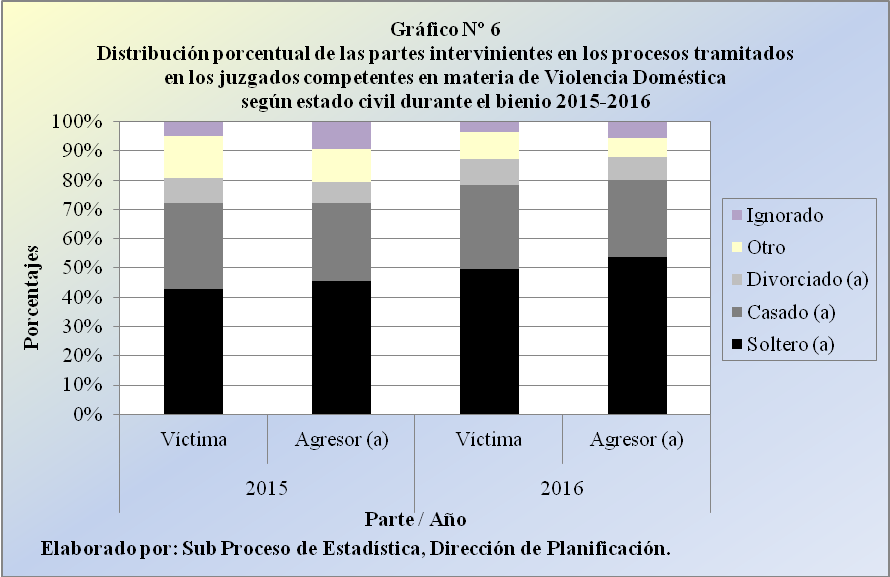 Gráfico Nº 6
Distribución porcentual de las partes intervinientes en los procesos tramitados
en los juzgados competentes en materia de Violencia Doméstica
según estado civil durante el bienio 2015-2016
100%
90%
80%
70%
60%
50%
40%
30%
20%
10%
0%
Porcentajes
Víctima
Agresor (a)
Víctima
Agresor (a)
2015
2016
Parte / Año
Ignorado
Otro
Divorciado (a)
Casado (a)
Soltero (a)
Elaborado por: Sub Proceso de Estadística, Dirección de Planificación.